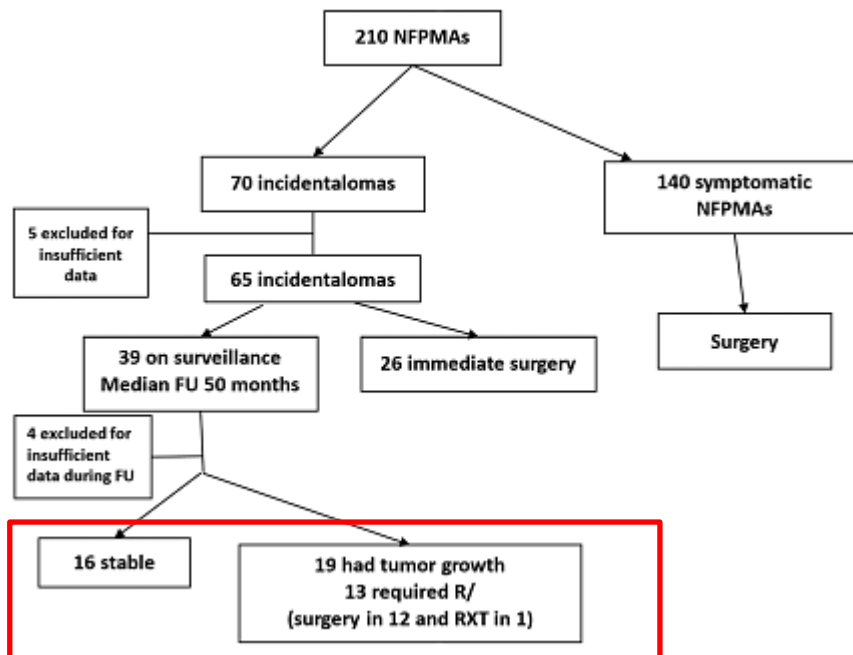 210 NFPMAs
70 incidentalomas
140 symptomatic
NFPMAs
5 excluded for
insufficient
data
65 incidentalomas
39 on surveillance
Median FU 50 months
26 immediate surgery
Surgery
4 excluded for
insufficient
data during FU
16 stable
19 had tumor growth
13 required R/
(surgery in 12 and RXT in 1)